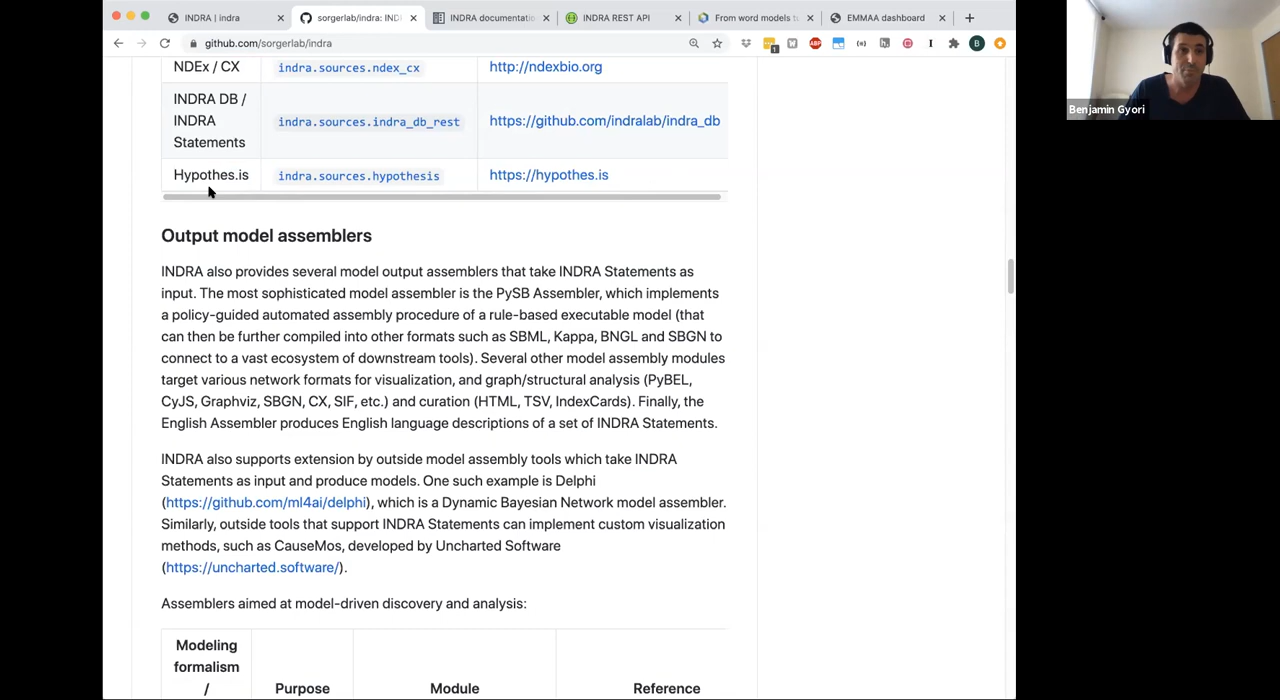 INDRA | indra
sorgerlab/indra: IND
INDRA documentatio
INDRA REST API
From word models t
EMMAA dashboard
github.com/sorgerlab/indra
Benjamin Gyori
NDEx / CX indra.sources.ndex_cx http://ndexbio.org
INDRA DB /
INDRA indra.sources.indra_db_rest https://github.com/indralab/indra_db
Statements
Hypothes.is indra.sources.hypothesis https://hypothes.is
Output model assemblers
INDRA also provides several model output assemblers that take INDRA Statements as
input. The most sophisticated model assembler is the PySB Assembler, which implements
a policy-guided automated assembly procedure of a rule-based executable model (that
can then be further compiled into other formats such as SBML, Kappa, BNGL and SBGN to
connect to a vast ecosystem of downstream tools). Several other model assembly modules
target various network formats for visualization, and graph/structural analysis (PyBEL,
CyJS, Graphviz, SBGN, CX, SIF, etc.) and curation (HTML, TSV, IndexCards). Finally, the
English Assembler produces English language descriptions of a set of INDRA Statements.
INDRA also supports extension by outside model assembly tools which take INDRA
Statements as input and produce models. One such example is Delphi
(https://github.com/ml4ai/delphi), which is a Dynamic Bayesian Network model assembler.
Similarly, outside tools that support INDRA Statements can implement custom visualization
methods, such as CauseMos, developed by Uncharted Software
(https://uncharted.software/).
Assemblers aimed at model-driven discovery and analysis:
Modeling
formalism
/ Purpose Module Reference